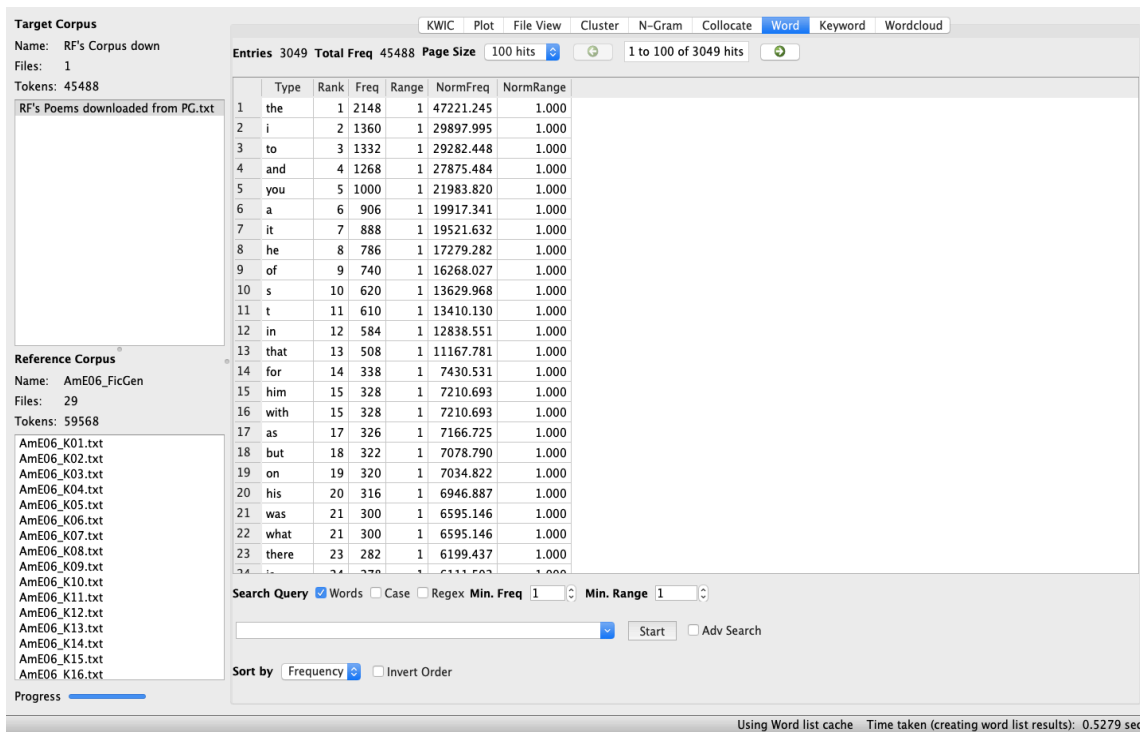 Target Corpus
Name: RF's Corpus down
Files: 1
Tokens: 45488
RF's Poems downloaded from PG.txt
Reference Corpus
Name: AmE06_FicGen
Files: 29
Tokens: 59568
AmE06_K01.txt
AmE06_K02.txt
AmE06_K03.txt
AmE06_K04.txt
AmE06_K05.txt
AmE06_K06.txt
AmE06_K07.txt
AmE06_K08.txt
AmE06_K09.txt
AmE06_K10.txt
AmE06_K11.txt
AmE06_K12.txt
AmE06_K13.txt
AmE06_K14.txt
AmE06_K15.txt
AmE06_K16.txt
Progress
KWIC Plot File View Cluster N-Gram Collocate Word Keyword Wordcloud
Entries 3049 Total Freq 45488 Page Size 100 hits 1 to 100 of 3049 hits
Type Rank Freq Range NormFreq NormRange
1 the 1 2148 1 47221.245 1.000
2 i 2 1360 1 29897.995 1.000
3 to 3 1332 1 29282.448 1.000
4 and 4 1268 1 27875.484 1.000
5 you 5 1000 1 21983.820 1.000
6 a 6 906 1 19917.341 1.000
7 it 7 888 1 19521.632 1.000
8 he 8 786 1 17279.282 1.000
9 of 9 740 1 16268.027 1.000
10 s 10 620 1 13629.968 1.000
11 t 11 610 1 13410.130 1.000
12 in 12 584 1 12838.551 1.000
13 that 13 508 1 11167.781 1.000
14 for 14 338 1 7430.531 1.000
15 him 15 328 1 7210.693 1.000
16 with 15 328 1 7210.693 1.000
17 as 17 326 1 7166.725 1.000
18 but 18 322 1 7078.790 1.000
19 on 19 320 1 7034.822 1.000
20 his 20 316 1 6946.887 1.000
21 was 21 300 1 6595.146 1.000
22 what 21 300 1 6595.146 1.000
23 there 23 282 1 6199.437 1.000
Search Query Words Case Regex Min. Freq 1 Min. Range 1
Start Adv Search
Sort by Frequency Invert Order
Using Word list cache Time taken (creating word list results): 0.5279 sec